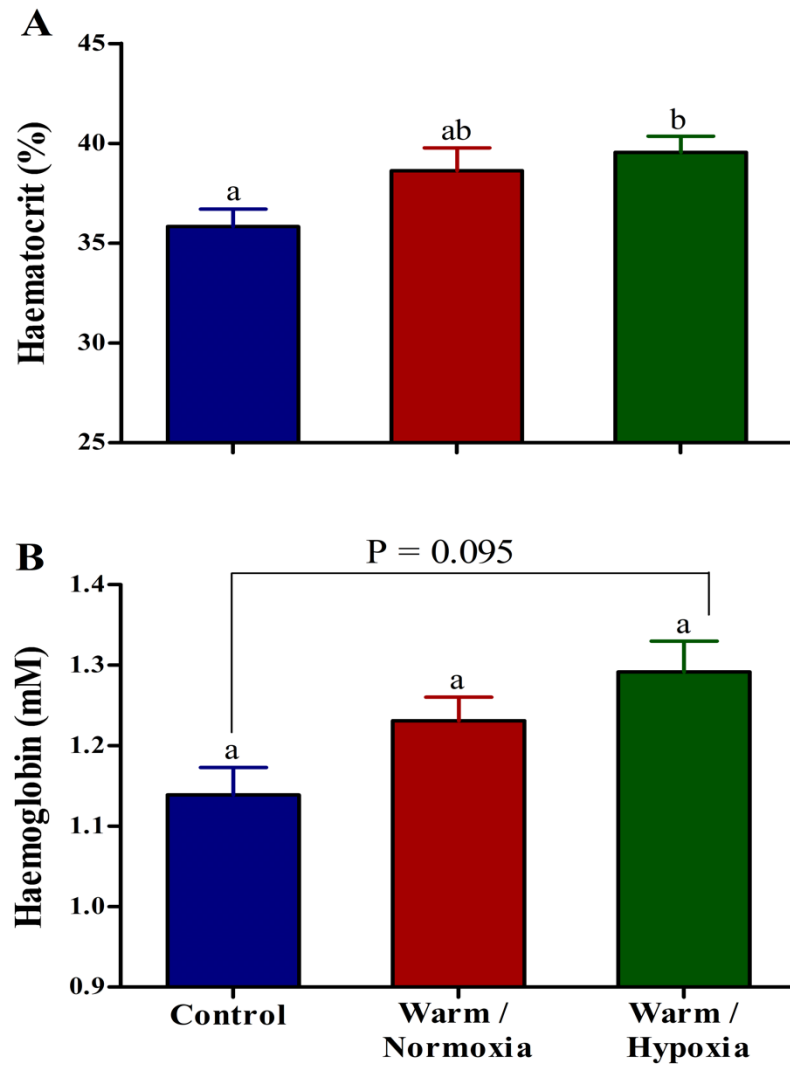 A
Haematocrit (%)
45
40
35
30
25
a
ab
b
B
P = 0.095
Haemoglobin (mM)
1.4
1.3
1.2
1.1
1.0
0.9
a
a
a
Control
Warm /
Normoxia
Warm /
Hypoxia